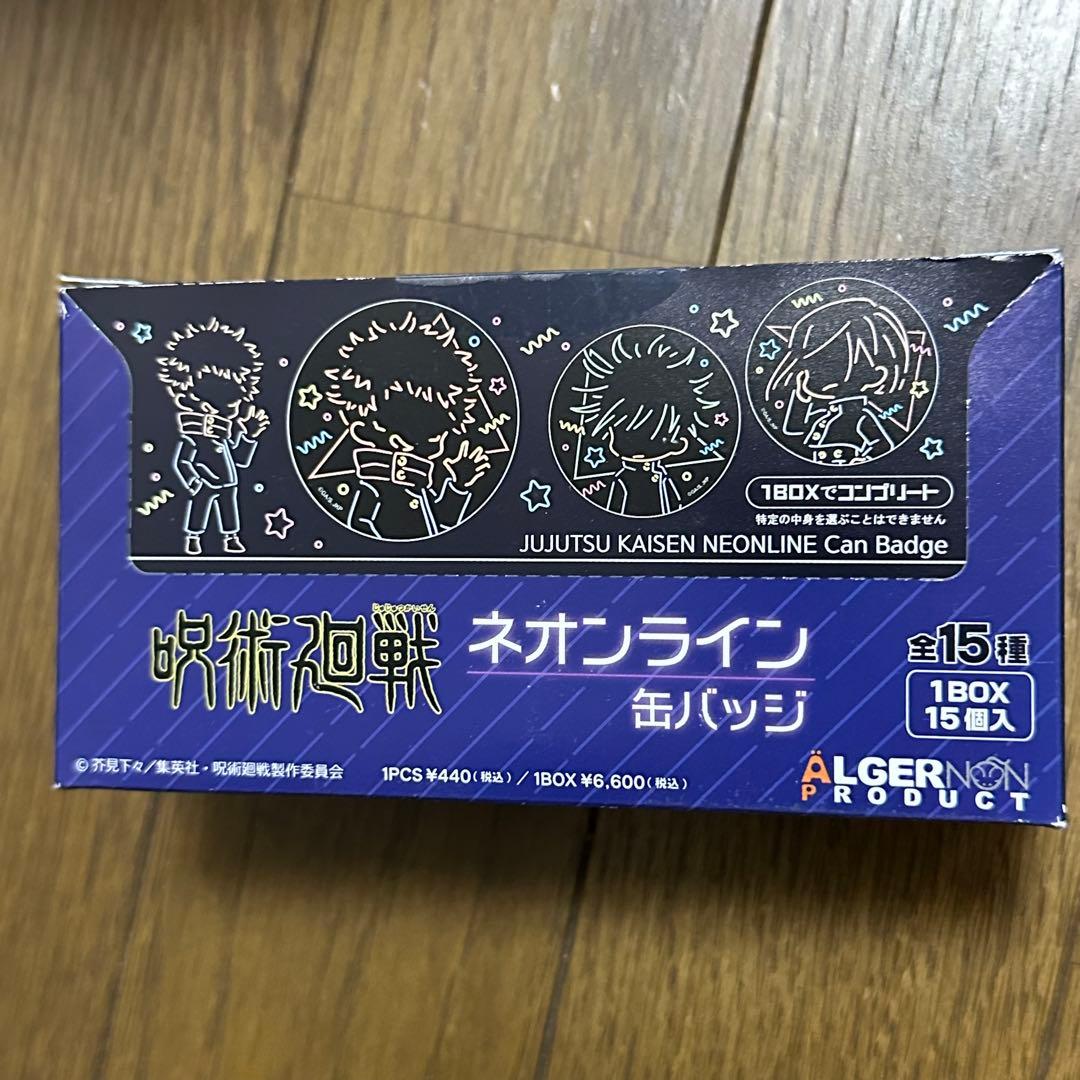 1BOXでコンプリート
特定の中身を選ぶことはできません
JUJUTSU KAISEN NEONLINE Can Badge
じゅじゅつかいせん
呪術廻戦
ネオンライン
缶バッジ
全15種
1BOX
15個入
©芥見下々/集英社・呪術廻戦製作委員会
1PCS ¥440(税込) / 1BOX ¥6,600(税込)
ÄLGERNON
PRODUCT